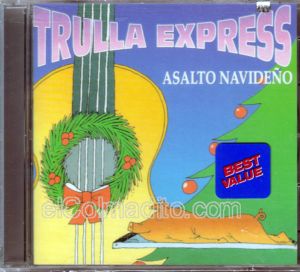 TRULLA EXPRESS
ASALTO NAVIDEÑO
BEST
VALUE
elColmadito.com